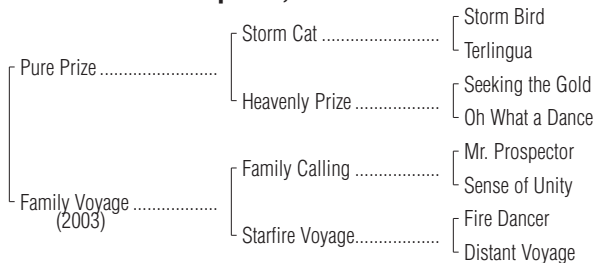 Storm Bird
Storm Cat
Terlingua
Pure Prize
Seeking the Gold
Heavenly Prize
Oh What a Dance
Mr. Prospector
Family Calling
Sense of Unity
Family Voyage
(2003)
Fire Dancer
Starfire Voyage
Distant Voyage